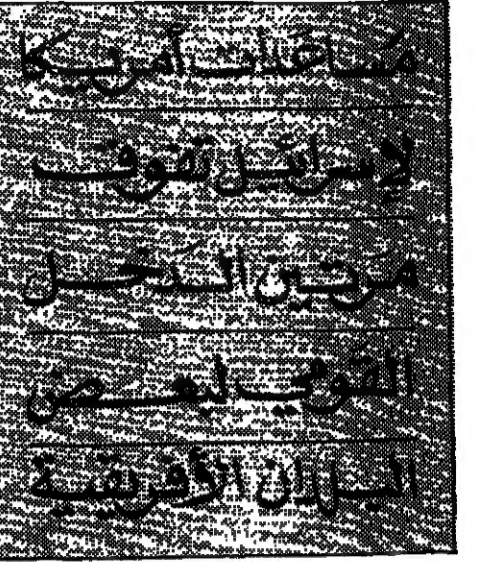 مساعدات أمريكا
لإسرائيل تفوق
مرتين الدخل
القومي لبعض
البلدان الأفريقية